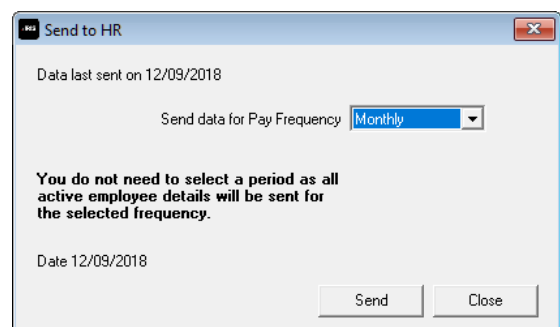 IRIS Send to HR
Data last sent on 12/09/2018
Send data for Pay Frequency Monthly
You do not need to select a period as all
active employee details will be sent for
the selected frequency.
Date 12/09/2018
Send Close